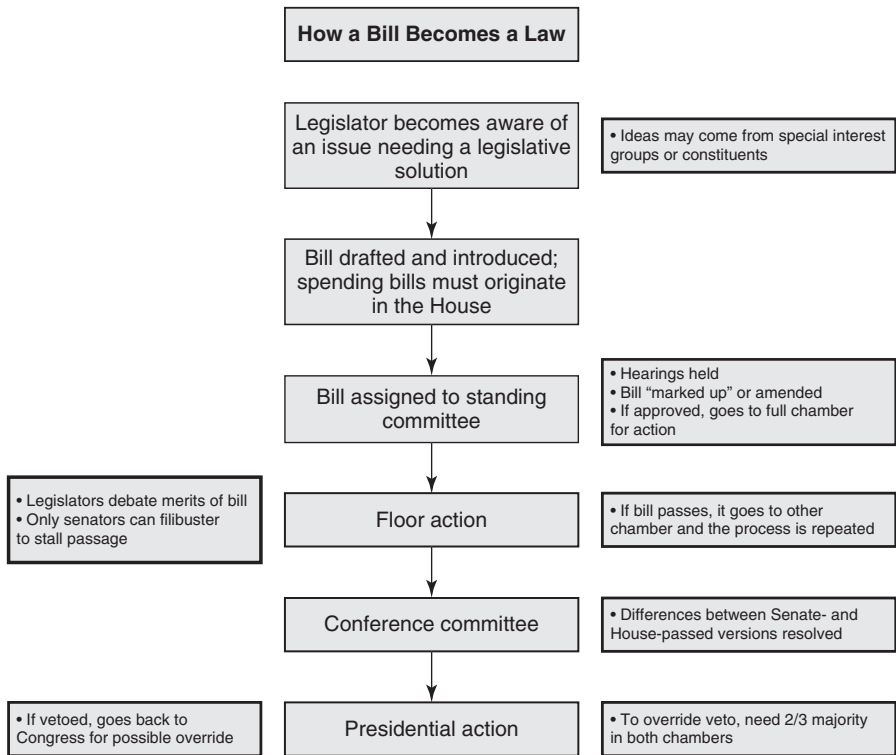 How a Bill Becomes a Law
Legislator becomes aware of
an issue needing a legislative
solution
• Ideas may come from special interest
groups or constituents
Bill drafted and introduced;
spending bills must originate
in the House
Bill assigned to standing
committee
• Hearings held
• Bill “marked up” or amended
• If approved, goes to full chamber
for action
• Legislators debate merits of bill
• Only senators can filibuster
to stall passage
Floor action
• If bill passes, it goes to other
chamber and the process is repeated
Conference committee
• Differences between Senate- and
House-passed versions resolved
• If vetoed, goes back to
Congress for possible override
Presidential action
• To override veto, need 2/3 majority
in both chambers